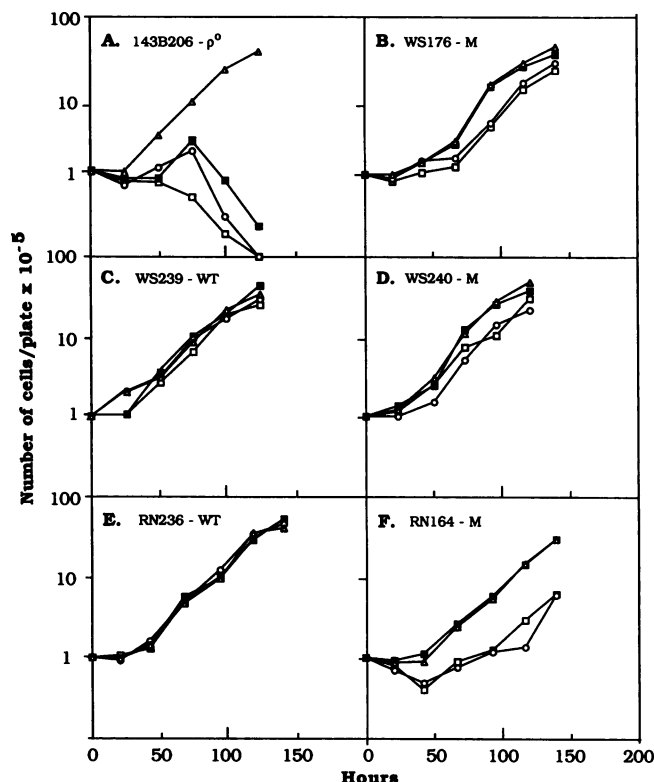 A. 143B206 - ρ°
B. WS176 - M
100
10
1
100
C. WS239 - WT
D. WS240 - M
10
1
100
E. RN236 - WT
F. RN164 - M
10
1
0 50 100 150
0 50 100 150 200
Hours
Hours
Number of cells/plate x 10⁻⁵